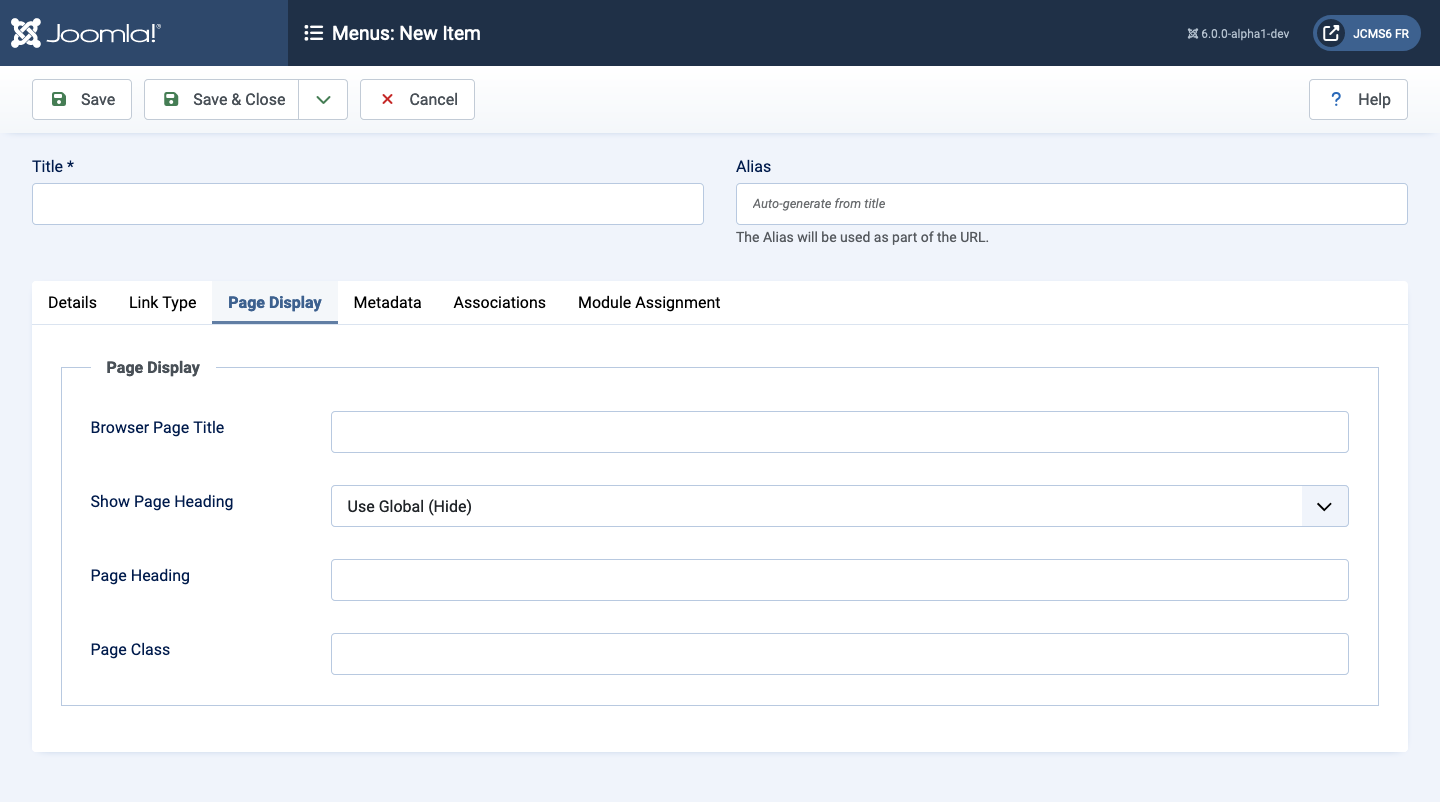 Joomla!®
Menus: New Item
6.0.0-alpha1-dev
JCMS6 FR
Save
Save & Close
Cancel
? Help
Title *
Alias
Auto-generate from title
The Alias will be used as part of the URL.
Details Link Type Page Display Metadata Associations Module Assignment
Page Display
Browser Page Title
Show Page Heading
Use Global (Hide)
Page Heading
Page Class